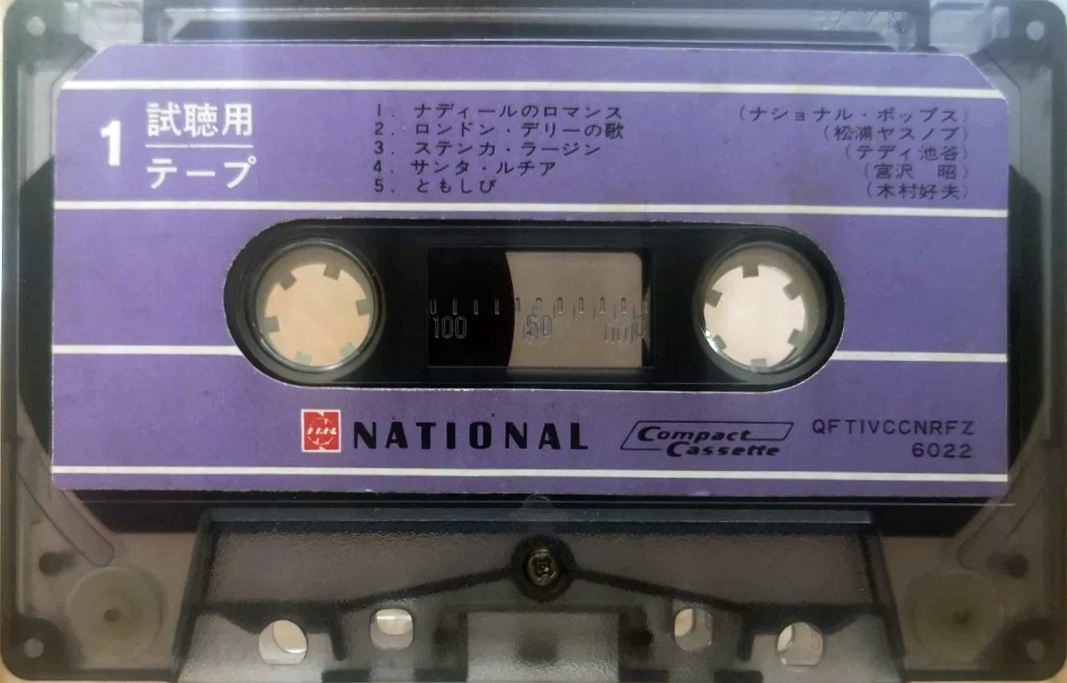 1
試聴用
テープ
1. ナディールのロマンス (ナショナル・ポップス)
2. ロンドン・デリーの歌 (松浦ヤスノブ)
3. ステンカ・ラージン (テディ池谷)
4. サンタ・ルチア (宮沢 昭)
5. ともしび (木村好夫)
100 50 0
NATIONAL
Compact Cassette
QFTIVCCNRFZ
6022